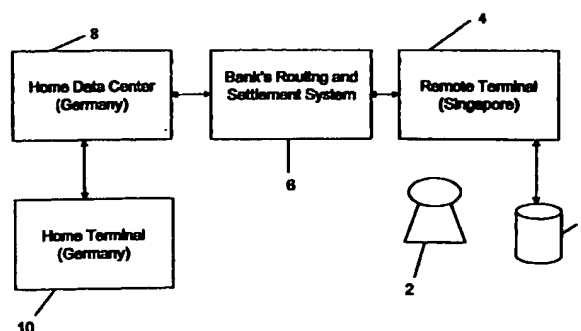 8
4
Home Data Center
(Germany)
Bank's Routing and
Settlement System
Remote Terminal
(Singapore)
6
Home Terminal
(Germany)
2
10